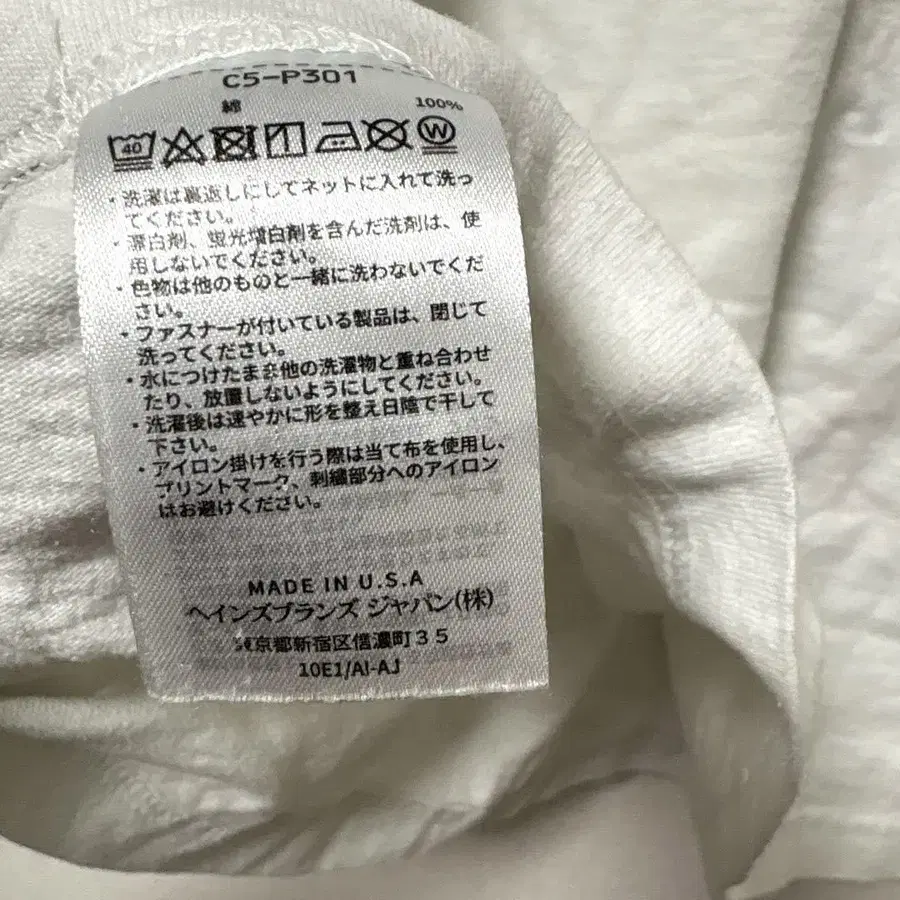 C5-P301
綿 100%
40 W
・洗濯は裏返しにしてネットに入れて洗っ
てください。
・漂白剤、蛍光増白剤を含んだ洗剤は、使
用しないでください。
・色物は他のものと一緒に洗わないでくだ
さい。
・ファスナーが付いている製品は、閉じて
洗ってください。
・水につけたまま他の洗濯物と重ね合わせ
たり、放置しないようにしてください。
・洗濯後は速やかに形を整え日陰で干して
下さい。
・アイロン掛けを行う際は当て布を使用し、
プリントマーク、刺繍部分へのアイロン
はお避けください。
MADE IN U.S.A
ヘインズブランズ ジャパン(株)
東京都新宿区信濃町35
10E1/AI-AJ